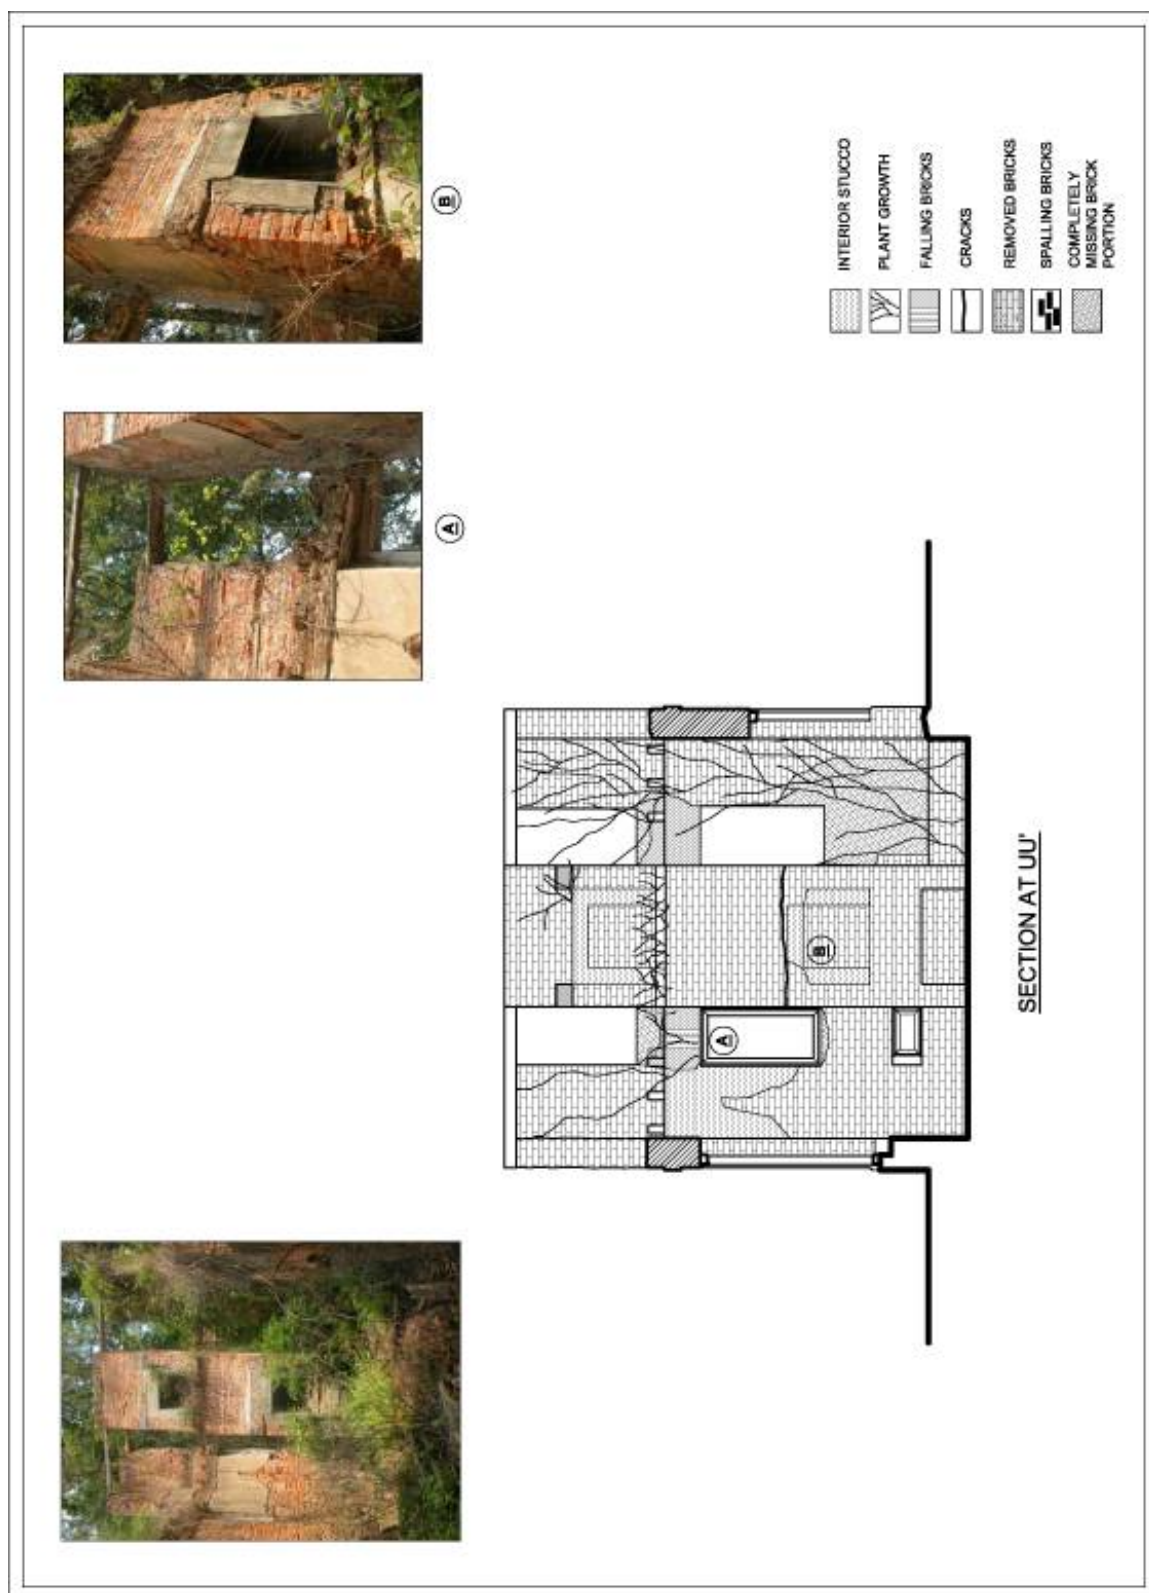 A
B
A
B
SECTION AT UU'
INTERIOR STUCCO
PLANT GROWTH
FALLING BRICKS
CRACKS
REMOVED BRICKS
SPALLING BRICKS
COMPLETELY
MISSING BRICK
PORTION